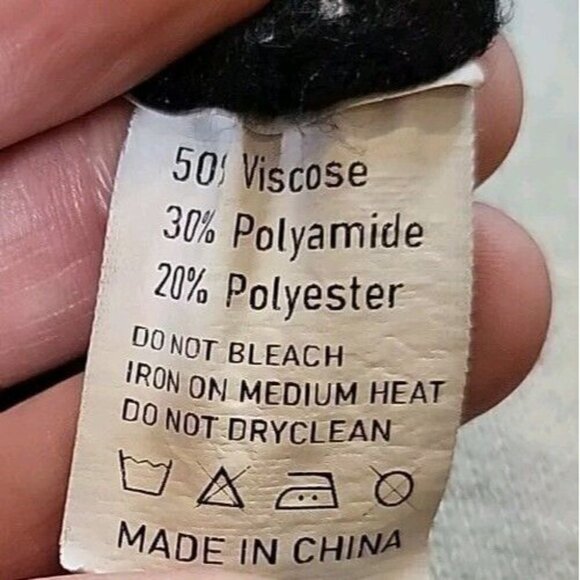 50% Viscose
30% Polyamide
20% Polyester
DO NOT BLEACH
IRON ON MEDIUM HEAT
DO NOT DRYCLEAN
MADE IN CHINA